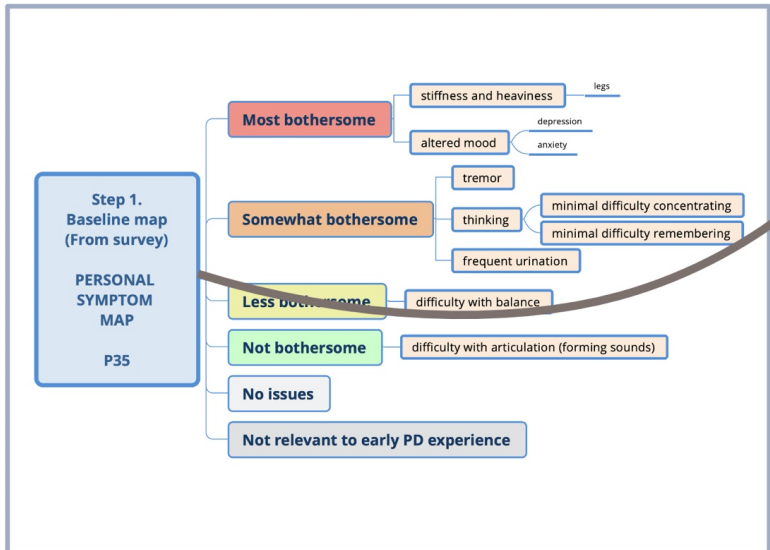 Step 1.
Baseline map
(From survey)
PERSONAL
SYMPTOM
MAP
P35
Most bothersome
stiffness and heaviness
legs
altered mood
depression
anxiety
Somewhat bothersome
tremor
thinking
minimal difficulty concentrating
minimal difficulty remembering
frequent urination
Less bothersome
difficulty with balance
Not bothersome
difficulty with articulation (forming sounds)
No issues
Not relevant to early PD experience